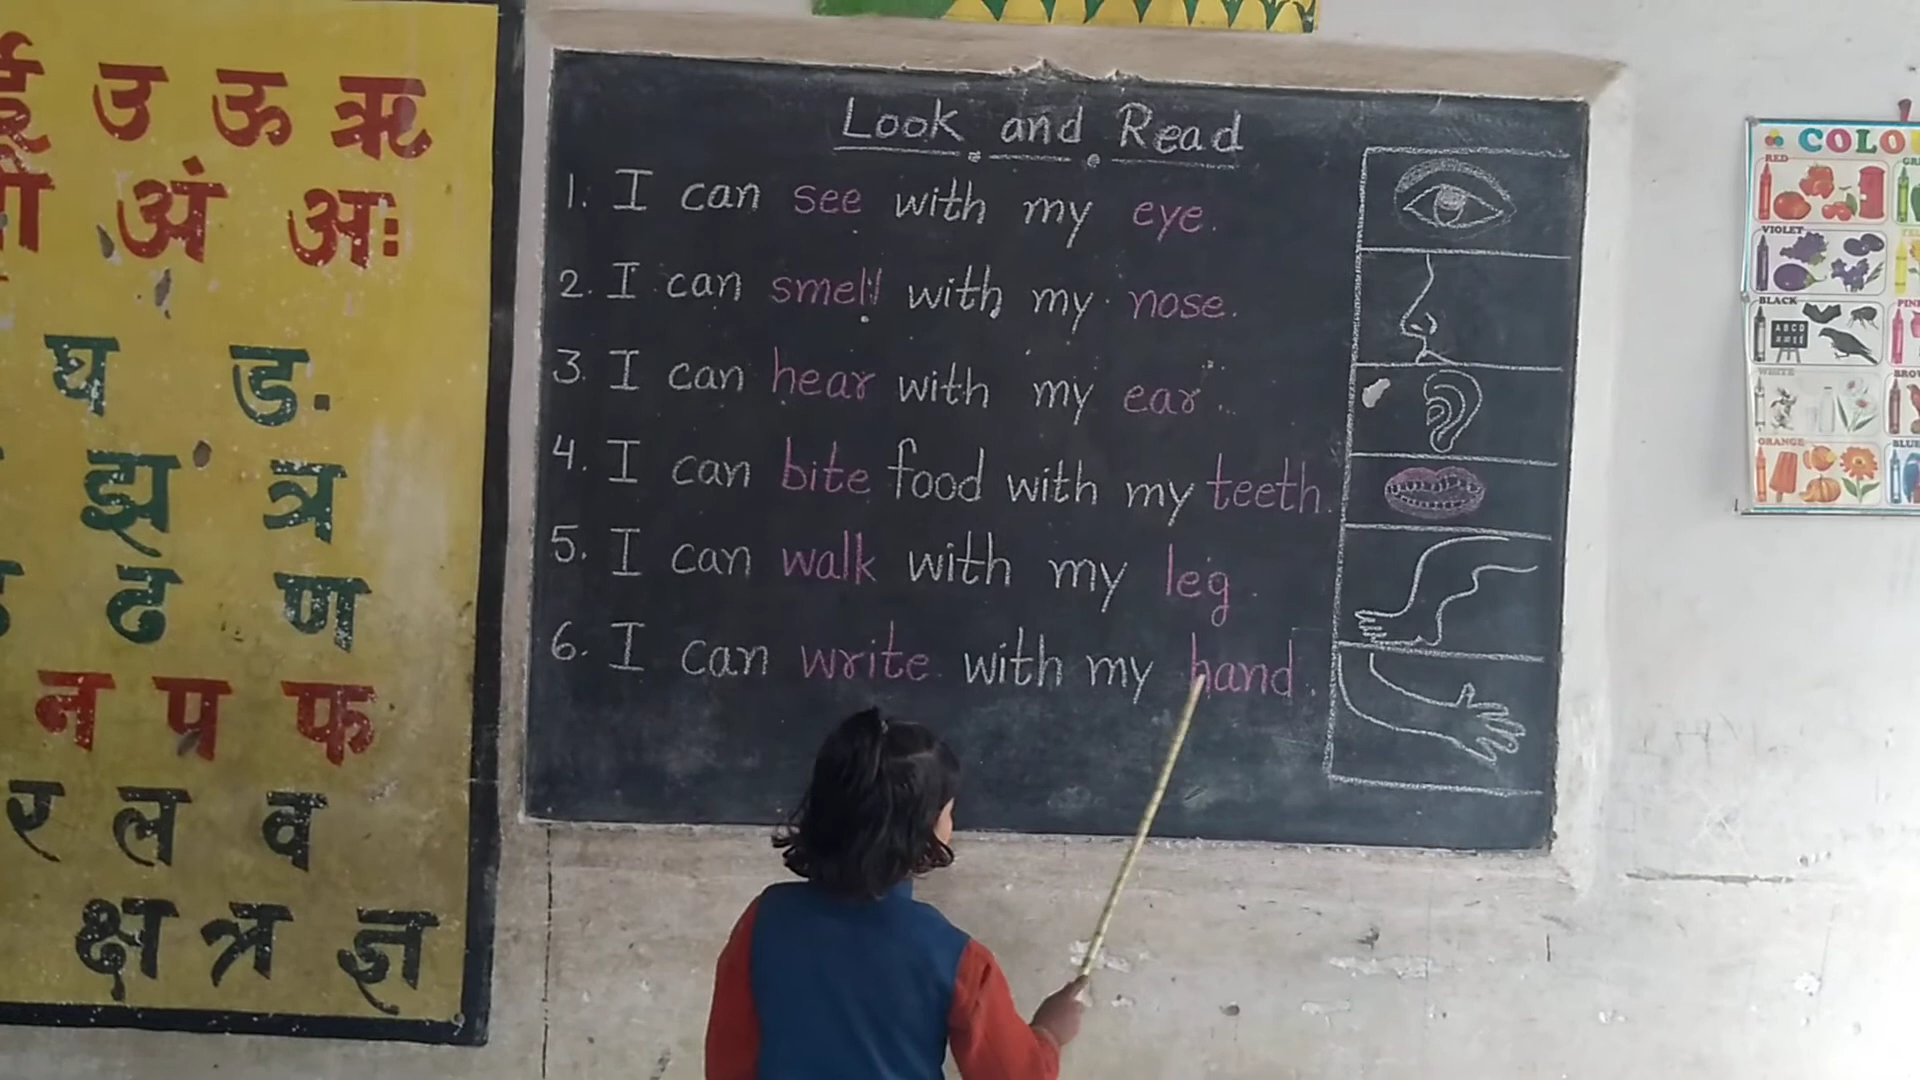 ई उ ऊ ऋ
अं अः
घ ङ
झ ञ
ढ ण
न प फ
र ल व
क्ष त्र ज्ञ
Look and Read
1. I can see with my eye.
2. I can smell with my nose.
3. I can hear with my ear.
4. I can bite food with my teeth.
5. I can walk with my leg.
6. I can write with my hand.
RED
VIOLET
BLACK
ABCD
WHITE
ORANGE